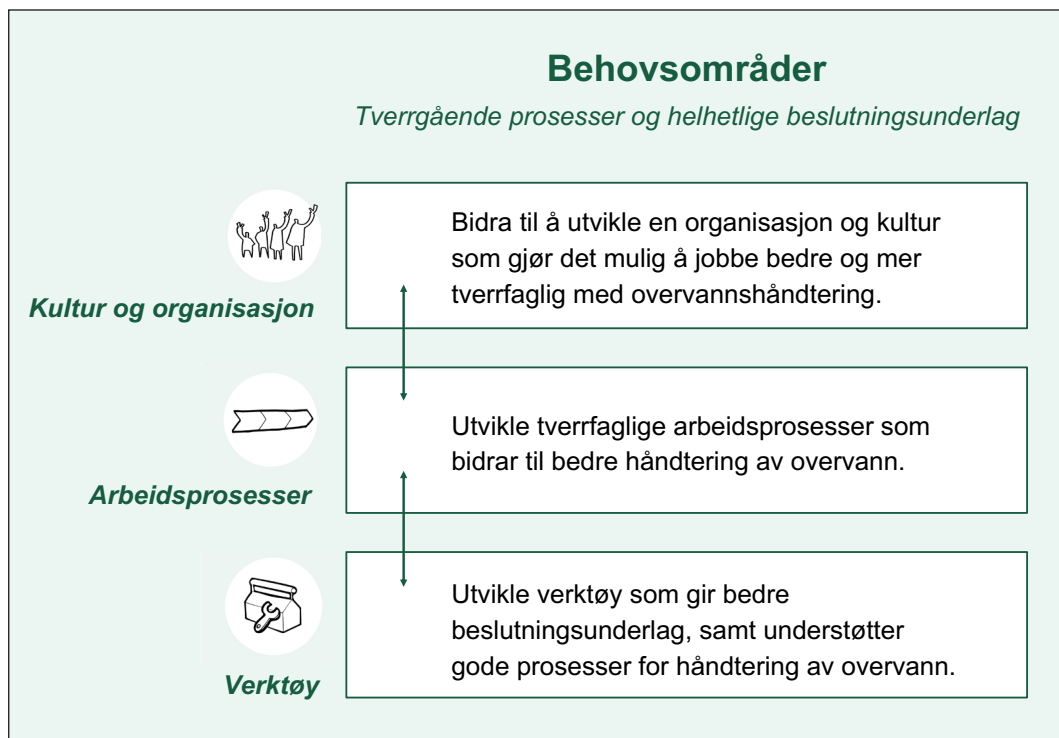 Behovsområder
Tverrgående prosesser og helhetlige beslutningsunderlag
Kultur og organisasjon
Bidra til å utvikle en organisasjon og kultur
som gjør det mulig å jobbe bedre og mer
tverrfaglig med overvannshåndtering.
Arbeidsprosesser
Utvikle tverrfaglige arbeidsprosesser som
bidrar til bedre håndtering av overvann.
Verktøy
Utvikle verktøy som gir bedre
beslutningsunderlag, samt understøtter
gode prosesser for håndtering av overvann.